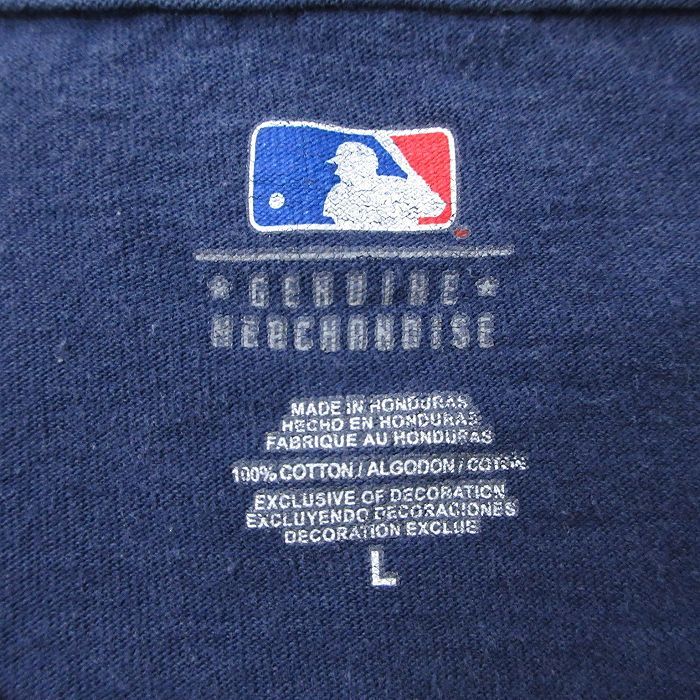 ★ GENUINE ★
MERCHANDISE
MADE IN HONDURAS
HECHO EN HONDURAS
FABRIQUE AU HONDURAS
100% COTTON / ALGODON / COTON
EXCLUSIVE OF DECORATION
EXCLUYENDO DECORACIONES
DECORATION EXCLUE
L